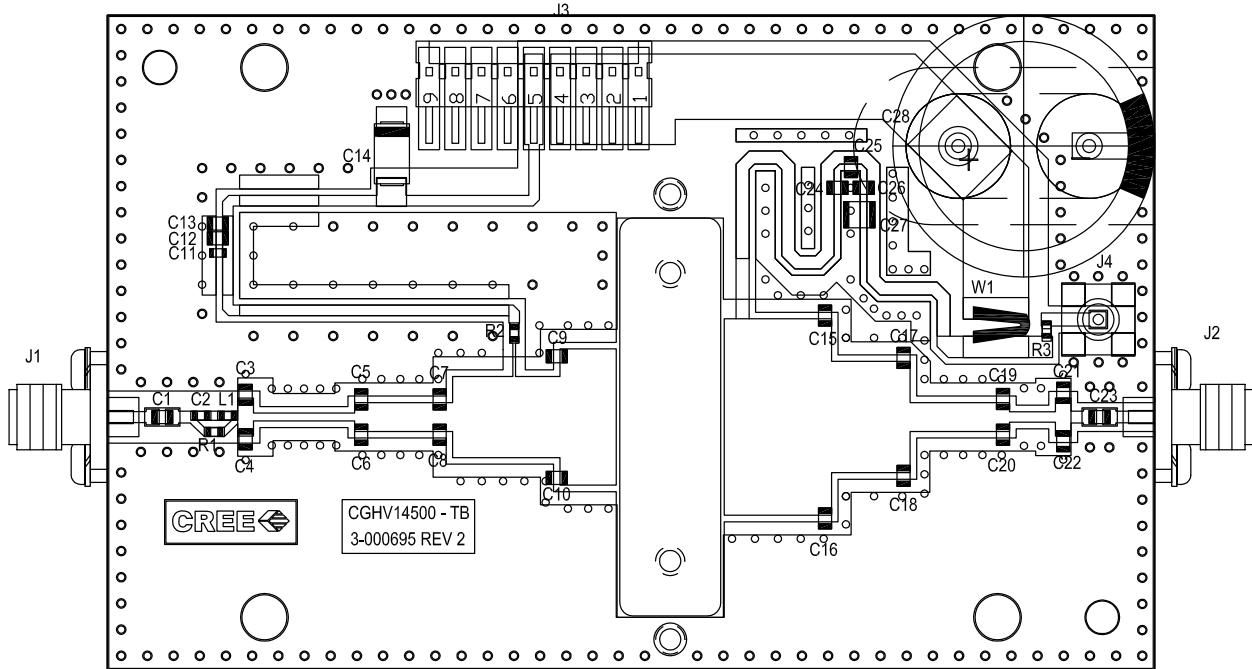 J3
9 8 7 6 5 4 3 2 1
C28
C14
C25
C24 C26
C13
C12
C11
C27
J4
W1
R2
C9
C15
C17
R3
J2
J1
C3
C5
C7
C19
C21
C1
C2
L1
C23
R1
C4
C6
C8
C20
C22
C10
C18
C16
CREE
CGHV14500 - TB
3-000695 REV 2